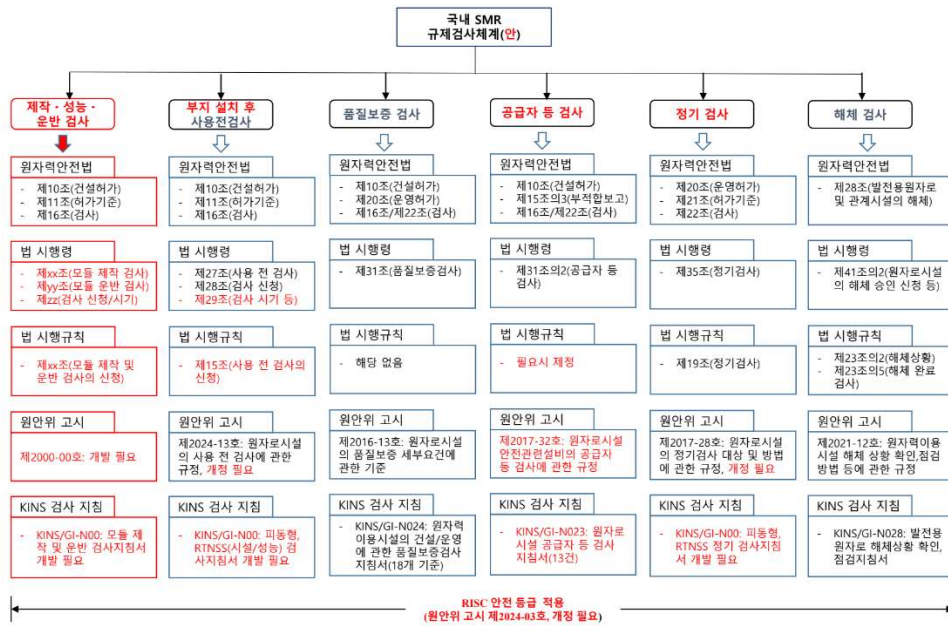 국내 SMR
규제검사체계(안)
제작 · 성능 ·
운반 검사
원자력안전법
- 제10조(건설허가)
- 제11조(허가기준)
- 제16조(검사)
법 시행령
- 제xx조(모듈 제작 검사)
- 제yy조(모듈 운반 검사)
- 제zz(검사 신청/시기)
법 시행규칙
- 제xx조(모듈 제작 및
운반 검사의 신청)
원안위 고시
제2000-00호: 개발 필요
KINS 검사 지침
- KINS/GI-N00: 모듈 제
작 및 운반 검사지침서
개발 필요
부지 설치 후
사용전검사
원자력안전법
- 제10조(건설허가)
- 제11조(허가기준)
- 제16조(검사)
법 시행령
- 제27조(사용 전 검사)
- 제28조(검사 신청)
- 제29조(검사 시기 등)
법 시행규칙
- 제15조(사용 전 검사의
신청)
원안위 고시
제2024-13호: 원자로시설
의 사용 전 검사에 관한
규정, 개정 필요
KINS 검사 지침
- KINS/GI-N00: 피동형,
RTNSS(시설/성능) 검
사지침서 개발 필요
품질보증 검사
원자력안전법
- 제10조(건설허가)
- 제20조(운영허가)
- 제16조/제22조(검사)
법 시행령
- 제31조(품질보증검사)
법 시행규칙
- 해당 없음
원안위 고시
제2016-13호: 원자로시설
의 품질보증 세부요건에
관한 기준
KINS 검사 지침
- KINS/GI-N024: 원자력
이용시설의 건설/운영
에 관한 품질보증검사
지침서(18개 기준)
공급자 등 검사
원자력안전법
- 제10조(건설허가)
- 제15조의3(부적합보고)
- 제16조/제22조(검사)
법 시행령
- 제31조의2(공급자 등
검사)
법 시행규칙
- 필요시 제정
원안위 고시
제2017-32호: 원자로시설
안전관련설비의 공급자
등 검사에 관한 규정
KINS 검사 지침
- KINS/GI-N023: 원자로
시설 공급자 등 검사
지침서(13건)
정기 검사
원자력안전법
- 제20조(운영허가)
- 제21조(허가기준)
- 제22조(검사)
법 시행령
- 제35조(정기검사)
법 시행규칙
- 제19조(정기검사)
원안위 고시
제2017-28호: 원자로시설
의 정기검사 대상 및 방법
에 관한 규정, 개정 필요
KINS 검사 지침
- KINS/GI-N00: 피동형,
RTNSS 정기 검사지침
서 개발 필요
해체 검사
원자력안전법
- 제28조(발전용원자로
및 관계시설의 해체)
법 시행령
- 제41조의2(원자로시설
의 해체 승인 신청 등)
법 시행규칙
- 제23조의2(해체상황)
- 제23조의5(해체 완료
검사)
원안위 고시
제2021-12호: 원자력이용
시설 해체 상황 확인,점검
방법 등에 관한 규정
KINS 검사 지침
- KINS/GI-N028: 발전용
원자로 해체상황 확인,
점검지침서
RISC 안전 등급 적용
(원안위 고시 제2024-03호, 개정 필요)